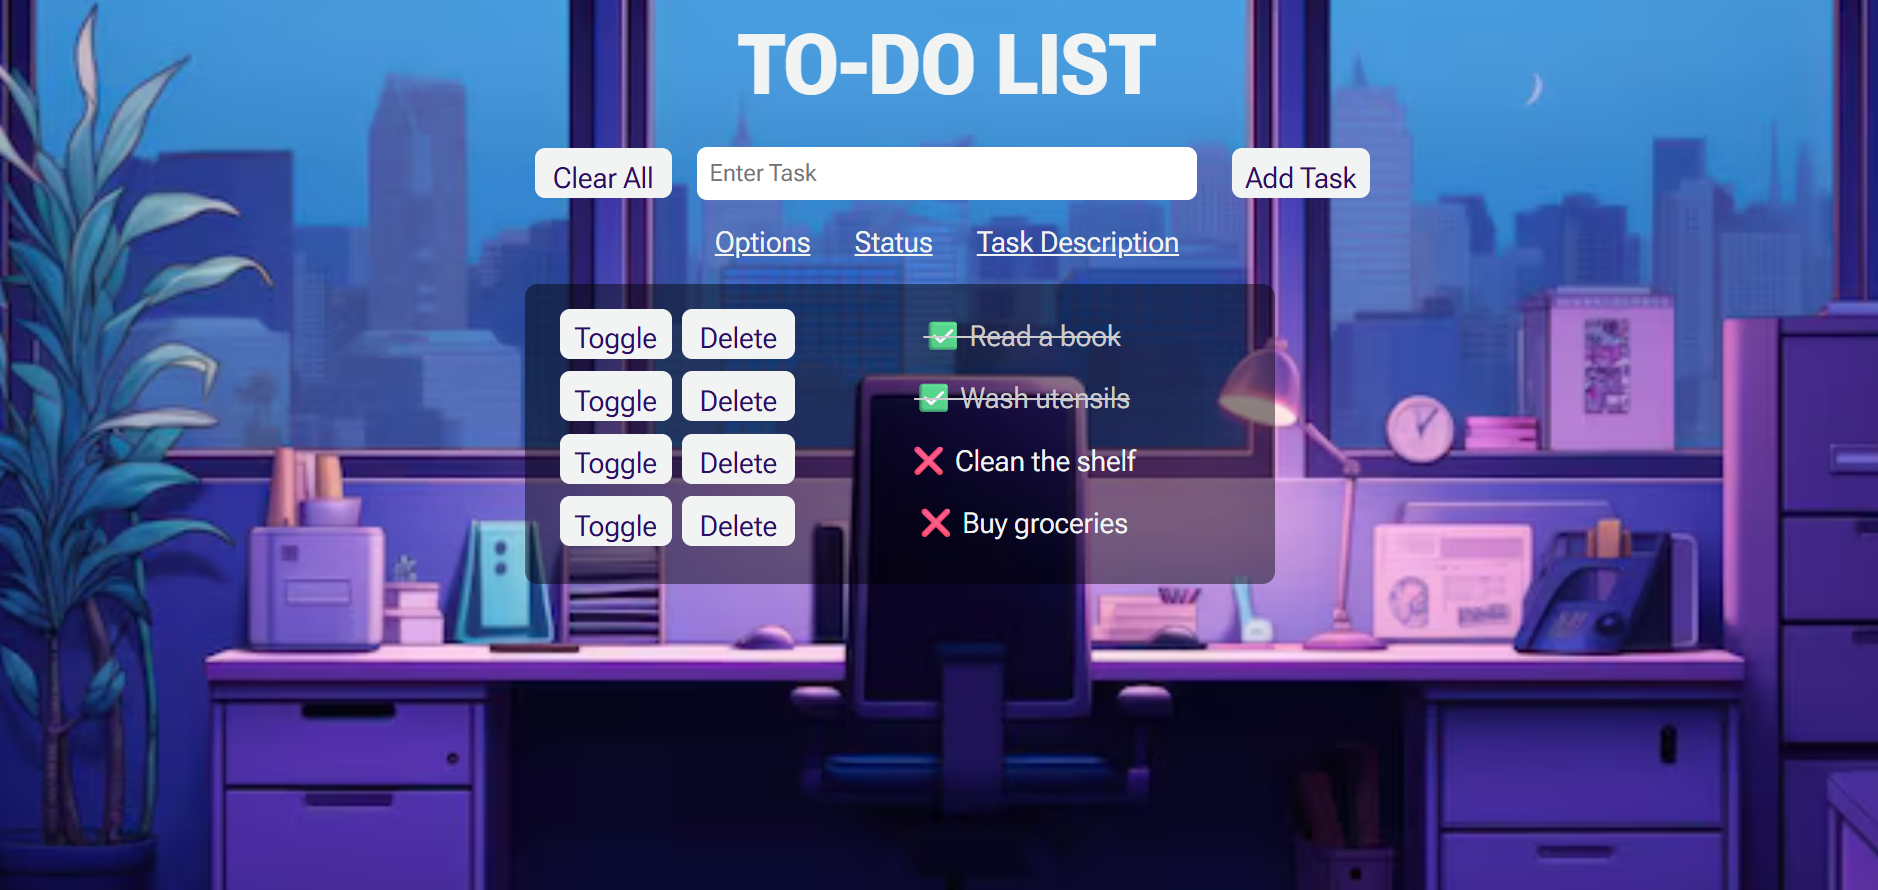 TO-DO LIST
Clear All Enter Task Add Task
Options Status Task Description
Toggle Delete ✅ Read a book
Toggle Delete ✅ Wash utensils
Toggle Delete ❌ Clean the shelf
Toggle Delete ❌ Buy groceries